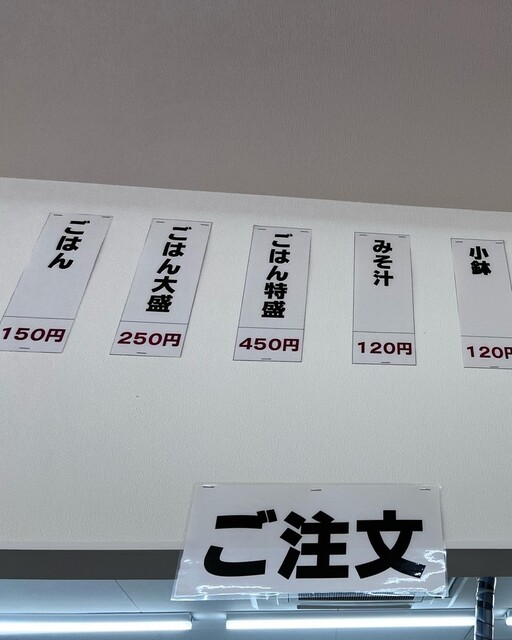 ごはん
150円
ごはん大盛
250円
ごはん特盛
450円
みそ汁
120円
小鉢
120円
ご注文